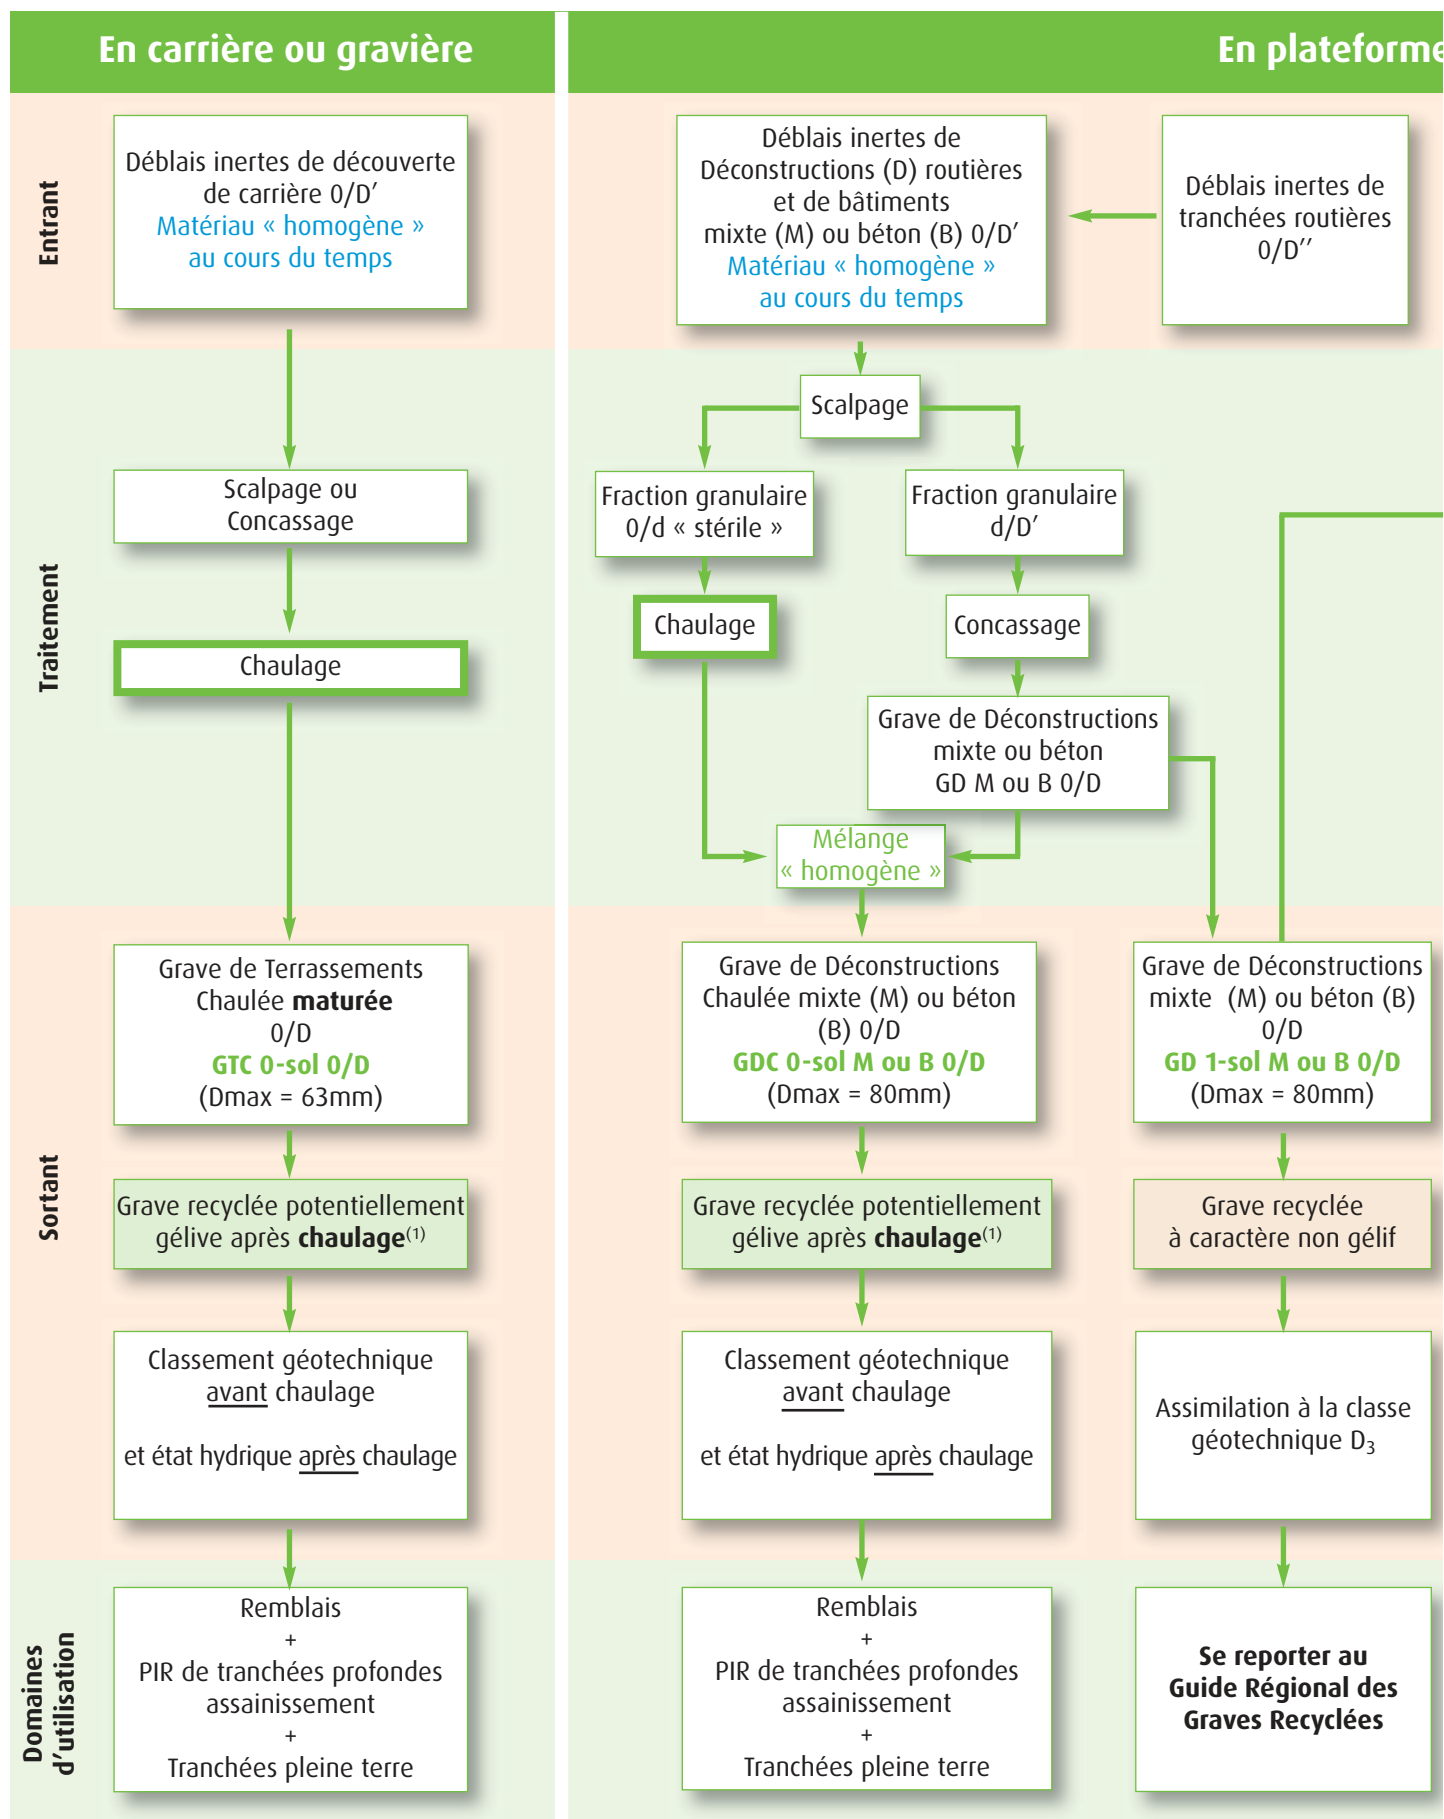 En carrière ou gravière
En plateforme
Entrant
Déblais inertes de découverte
de carrière 0/D’
Matériau « homogène »
au cours du temps
Déblais inertes de
Déconstructions (D) routières
et de bâtiments
mixte (M) ou béton (B) 0/D’
Matériau « homogène »
au cours du temps
Déblais inertes de
tranchées routières
0/D’’
Traitement
Scalpage ou
Concassage
Chaulage
Scalpage
Fraction granulaire
0/d « stérile »
Fraction granulaire
d/D’
Chaulage
Concassage
Grave de Déconstructions
mixte ou béton
GD M ou B 0/D
Mélange
« homogène »
Sortant
Grave de Terrassements
Chaulée maturée
0/D
GTC 0-sol 0/D
(Dmax = 63mm)
Grave recyclée potentiellement
gélive après chaulage(1)
Classement géotechnique
avant chaulage
et état hydrique après chaulage
Grave de Déconstructions
Chaulée mixte (M) ou béton
(B) 0/D
GDC 0-sol M ou B 0/D
(Dmax = 80mm)
Grave recyclée potentiellement
gélive après chaulage(1)
Classement géotechnique
avant chaulage
et état hydrique après chaulage
Grave de Déconstructions
mixte (M) ou béton (B)
0/D
GD 1-sol M ou B 0/D
(Dmax = 80mm)
Grave recyclée
à caractère non gélif
Assimilation à la classe
géotechnique D3
Domaines
d’utilisation
Remblais
+
PIR de tranchées profondes
assainissement
+
Tranchées pleine terre
Remblais
+
PIR de tranchées profondes
assainissement
+
Tranchées pleine terre
Se reporter au
Guide Régional des
Graves Recyclées